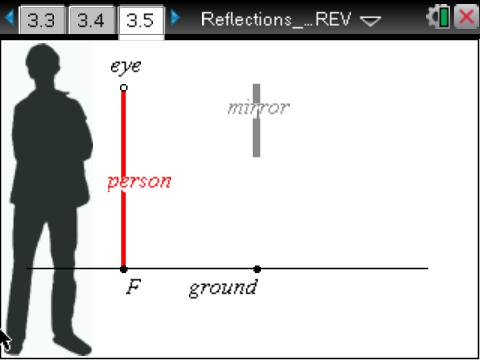 3.3 3.4 3.5 Reflections_...REV
eye
mirror
person
F ground